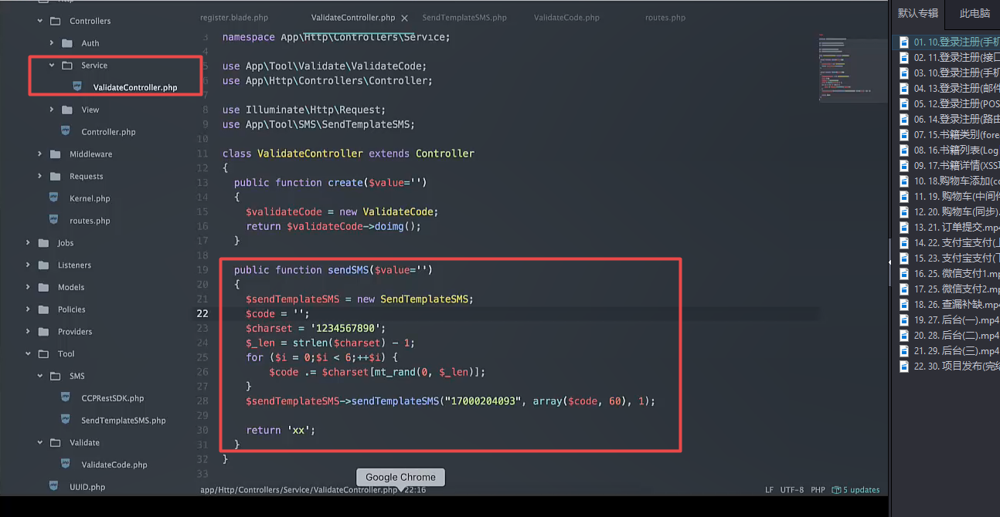 Controllers
Auth
Service
ValidateController.php
View
Controller.php
Middleware
Requests
Kernel.php
routes.php
Jobs
Listeners
Models
Policies
Providers
Tool
SMS
CCPRestSDK.php
SendTemplateSMS.php
Validate
ValidateCode.php
UUID.php
register.blade.php ValidateController.php SendTemplateSMS.php ValidateCode.php routes.php
3 namespace App\Http\Controllers\Service;
4
5 use App\Tool\Validate\ValidateCode;
6 use App\Http\Controllers\Controller;
7
8 use Illuminate\Http\Request;
9 use App\Tool\SMS\SendTemplateSMS;
10
11 class ValidateController extends Controller
12 {
13 public function create($value='')
14 {
15 $validateCode = new ValidateCode;
16 return $validateCode->doimg();
17 }
18
19 public function sendSMS($value='')
20 {
21 $sendTemplateSMS = new SendTemplateSMS;
22 $code = '';
23 $charset = '1234567890';
24 $_len = strlen($charset) - 1;
25 for ($i = 0;$i < 6;++$i) {
26 $code .= $charset[mt_rand(0, $_len)];
27 }
28 $sendTemplateSMS->sendTemplateSMS("17000204093", array($code, 60), 1);
29
30 return 'xx';
31 }
32 }
33
Google Chrome
app/Http/Controllers/Service/ValidateController.php 22:16 LF UTF-8 PHP 5 updates
默认专辑 此电脑
01. 10.登录注册(手机
02. 11.登录注册(接口
03. 10.登录注册(手机
04. 13.登录注册(邮件
05. 12.登录注册(POS
06. 14.登录注册(路由
07. 15.书籍类别(fore
08. 16.书籍列表(Log
09. 17.书籍详情(XSS
10. 18.购物车添加(co
11. 19. 购物车(中间件
12. 20. 购物车(同步).
13. 21. 订单提交.mp4
14. 22. 支付宝支付(上
15. 23. 支付宝支付(下
16. 25. 微信支付1.mp
17. 25. 微信支付2.mp
18. 26. 查漏补缺.mp4
19. 27. 后台(一).mp4
20. 28. 后台(二).mp4
21. 29. 后台(三).mp4
22. 30. 项目发布(完结